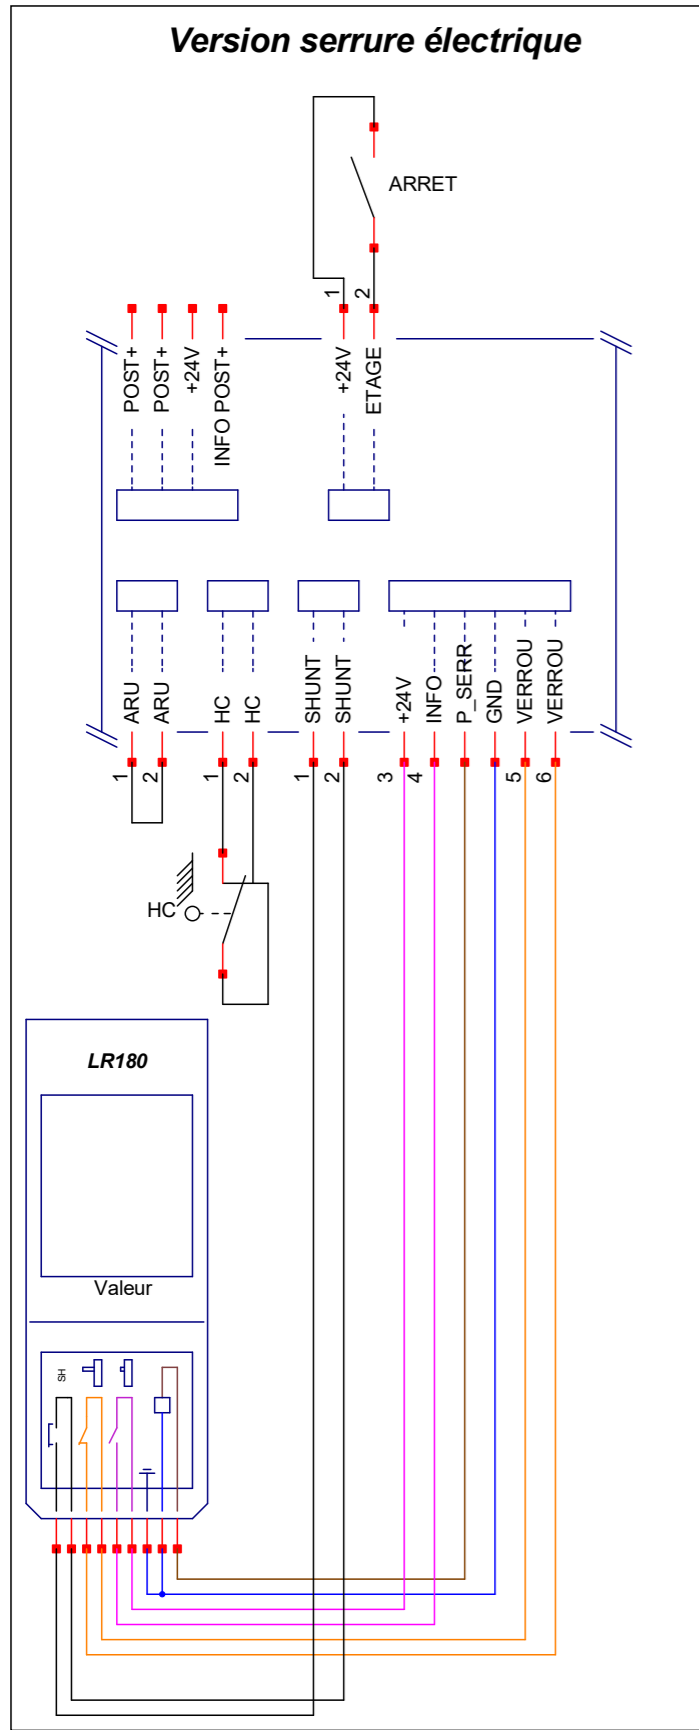 Version serrure électrique
ARRET
1
2
POST+
POST+
+24V
INFO POST+
+24V
ETAGE
ARU
ARU
HC
HC
SHUNT
SHUNT
+24V
INFO
P_SERR
GND
VERROU
VERROU
1
2
1
2
1
2
3
4
5
6
HC
LR180
Valeur
SH